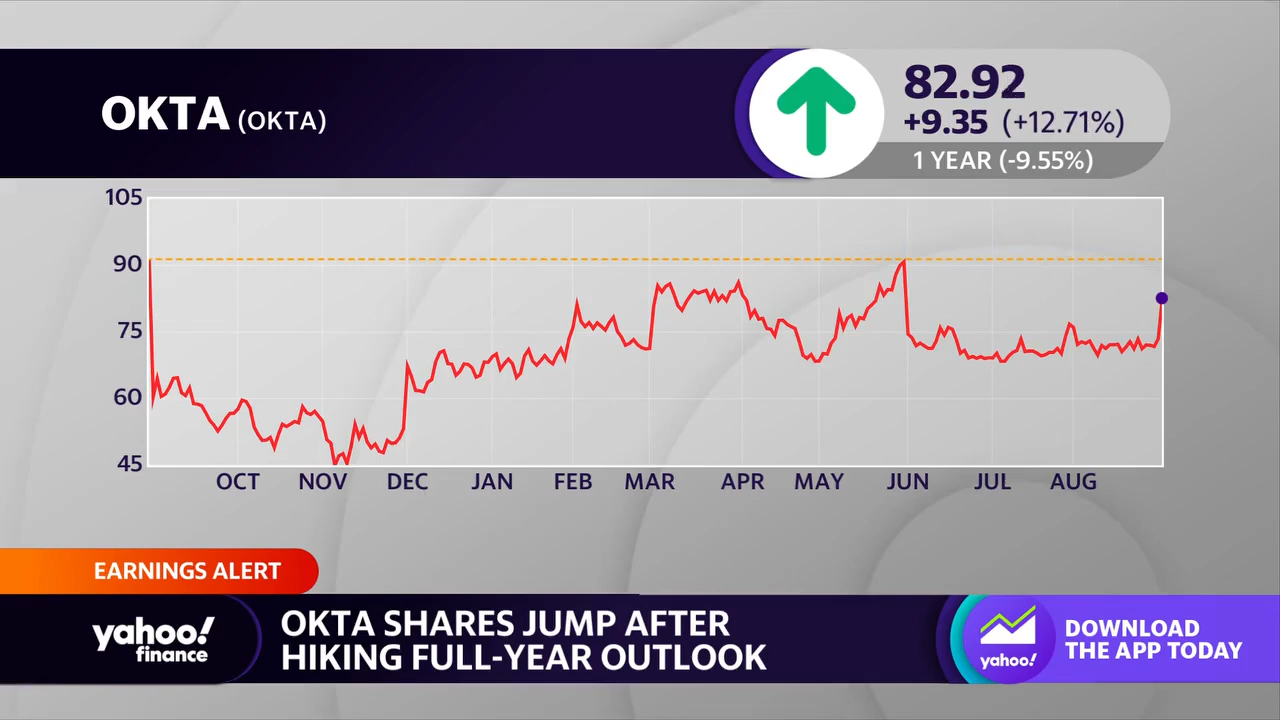 OKTA (OKTA)
82.92
+9.35 (+12.71%)
1 YEAR (-9.55%)
105
90
75
60
45
OCT NOV DEC JAN FEB MAR APR MAY JUN JUL AUG
EARNINGS ALERT
yahoo!
finance
OKTA SHARES JUMP AFTER
HIKING FULL-YEAR OUTLOOK
yahoo!
DOWNLOAD
THE APP TODAY